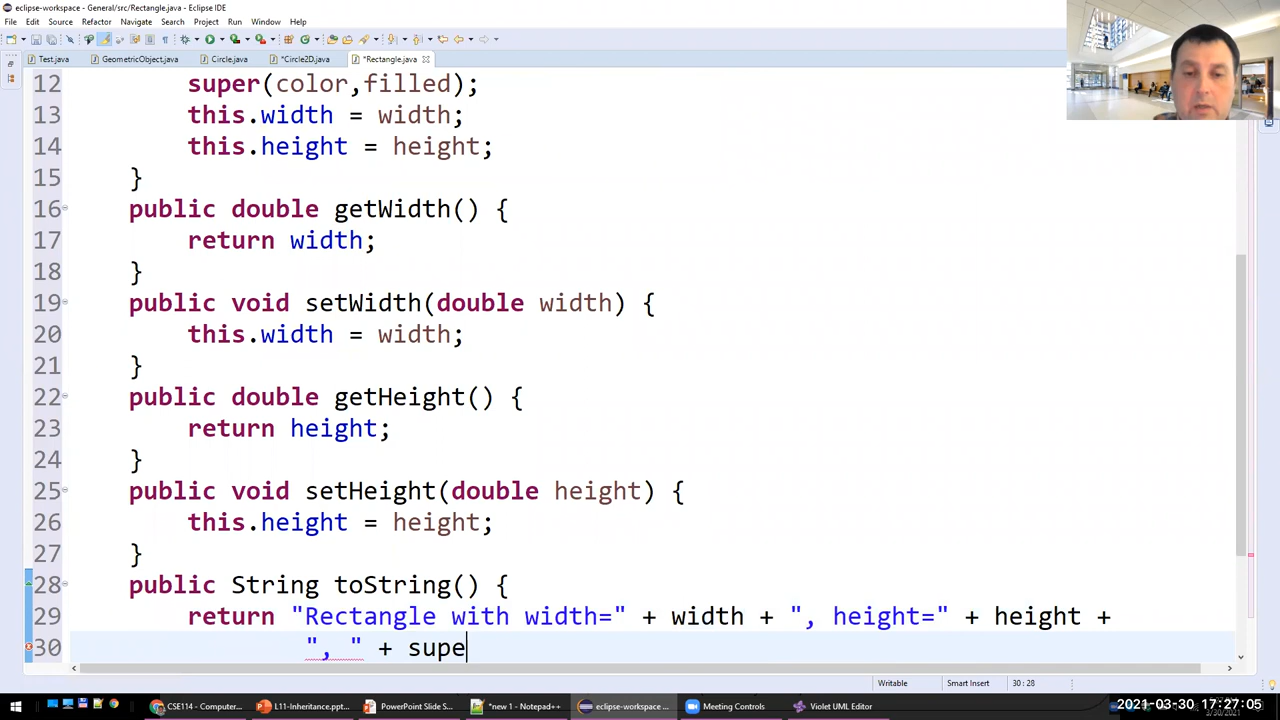 eclipse-workspace - General/src/Rectangle.java - Eclipse IDE
File Edit Source Refactor Navigate Search Project Run Window Help
Test.java GeometricObject.java Circle.java *Circle2D.java *Rectangle.java
12 super(color,filled);
13 this.width = width;
14 this.height = height;
15 }
16 public double getWidth() {
17 return width;
18 }
19 public void setWidth(double width) {
20 this.width = width;
21 }
22 public double getHeight() {
23 return height;
24 }
25 public void setHeight(double height) {
26 this.height = height;
27 }
28 public String toString() {
29 return "Rectangle with width=" + width + ", height=" + height +
30 ", " + supe
Writable Smart Insert 30 : 28
CSE114 - Computer... L11-Inheritance.ppt... PowerPoint Slide S... *new 1 - Notepad++ eclipse-workspace ... Meeting Controls Violet UML Editor 2021-03-30 17:27:05